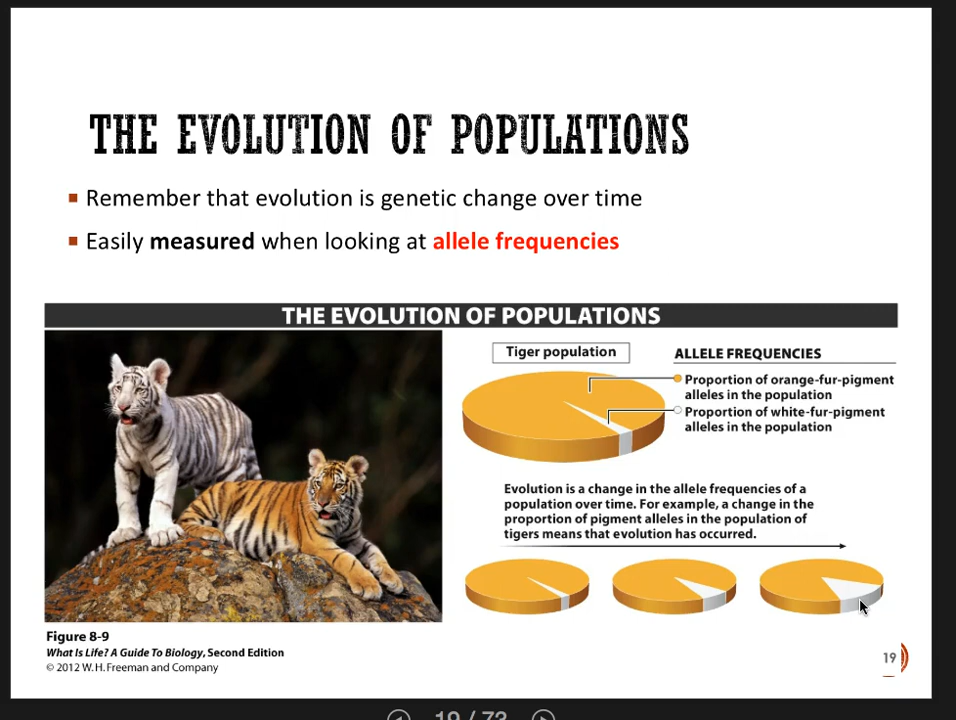 THE EVOLUTION OF POPULATIONS
Remember that evolution is genetic change over time
Easily measured when looking at allele frequencies
THE EVOLUTION OF POPULATIONS
Tiger population
ALLELE FREQUENCIES
Proportion of orange-fur-pigment
alleles in the population
Proportion of white-fur-pigment
alleles in the population
Evolution is a change in the allele frequencies of a
population over time. For example, a change in the
proportion of pigment alleles in the population of
tigers means that evolution has occurred.
Figure 8-9
What Is Life? A Guide To Biology, Second Edition
© 2012 W. H. Freeman and Company
19
19 / 73